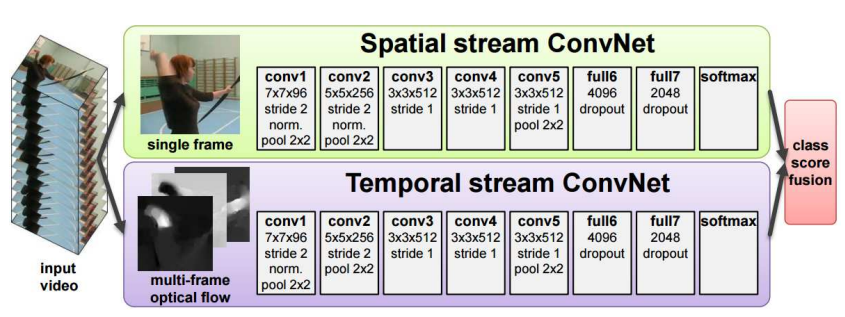 input
video
Spatial stream ConvNet
single frame
conv1
7x7x96
stride 2
norm.
pool 2x2
conv2
5x5x256
stride 2
norm.
pool 2x2
conv3
3x3x512
stride 1
conv4
3x3x512
stride 1
conv5
3x3x512
stride 1
pool 2x2
full6
4096
dropout
full7
2048
dropout
softmax
Temporal stream ConvNet
multi-frame
optical flow
conv1
7x7x96
stride 2
norm.
pool 2x2
conv2
5x5x256
stride 2
pool 2x2
conv3
3x3x512
stride 1
conv4
3x3x512
stride 1
conv5
3x3x512
stride 1
pool 2x2
full6
4096
dropout
full7
2048
dropout
softmax
class
score
fusion